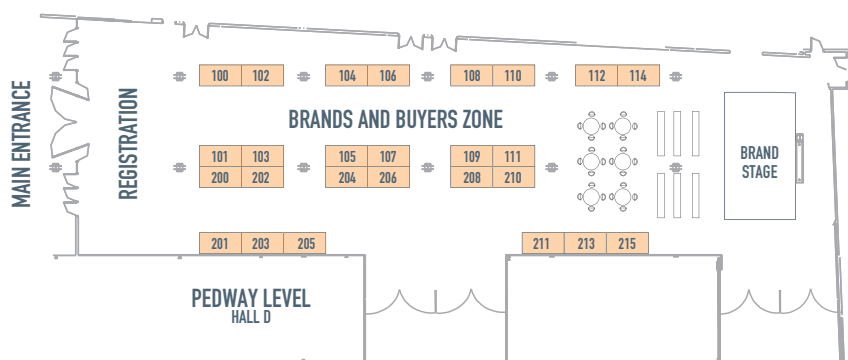 MAIN ENTRANCE
REGISTRATION
100 102 104 106 108 110 112 114
BRANDS AND BUYERS ZONE
101 103 105 107 109 111
200 202 204 206 208 210
BRAND
STAGE
201 203 205 211 213 215
PEDWAY LEVEL
HALL D